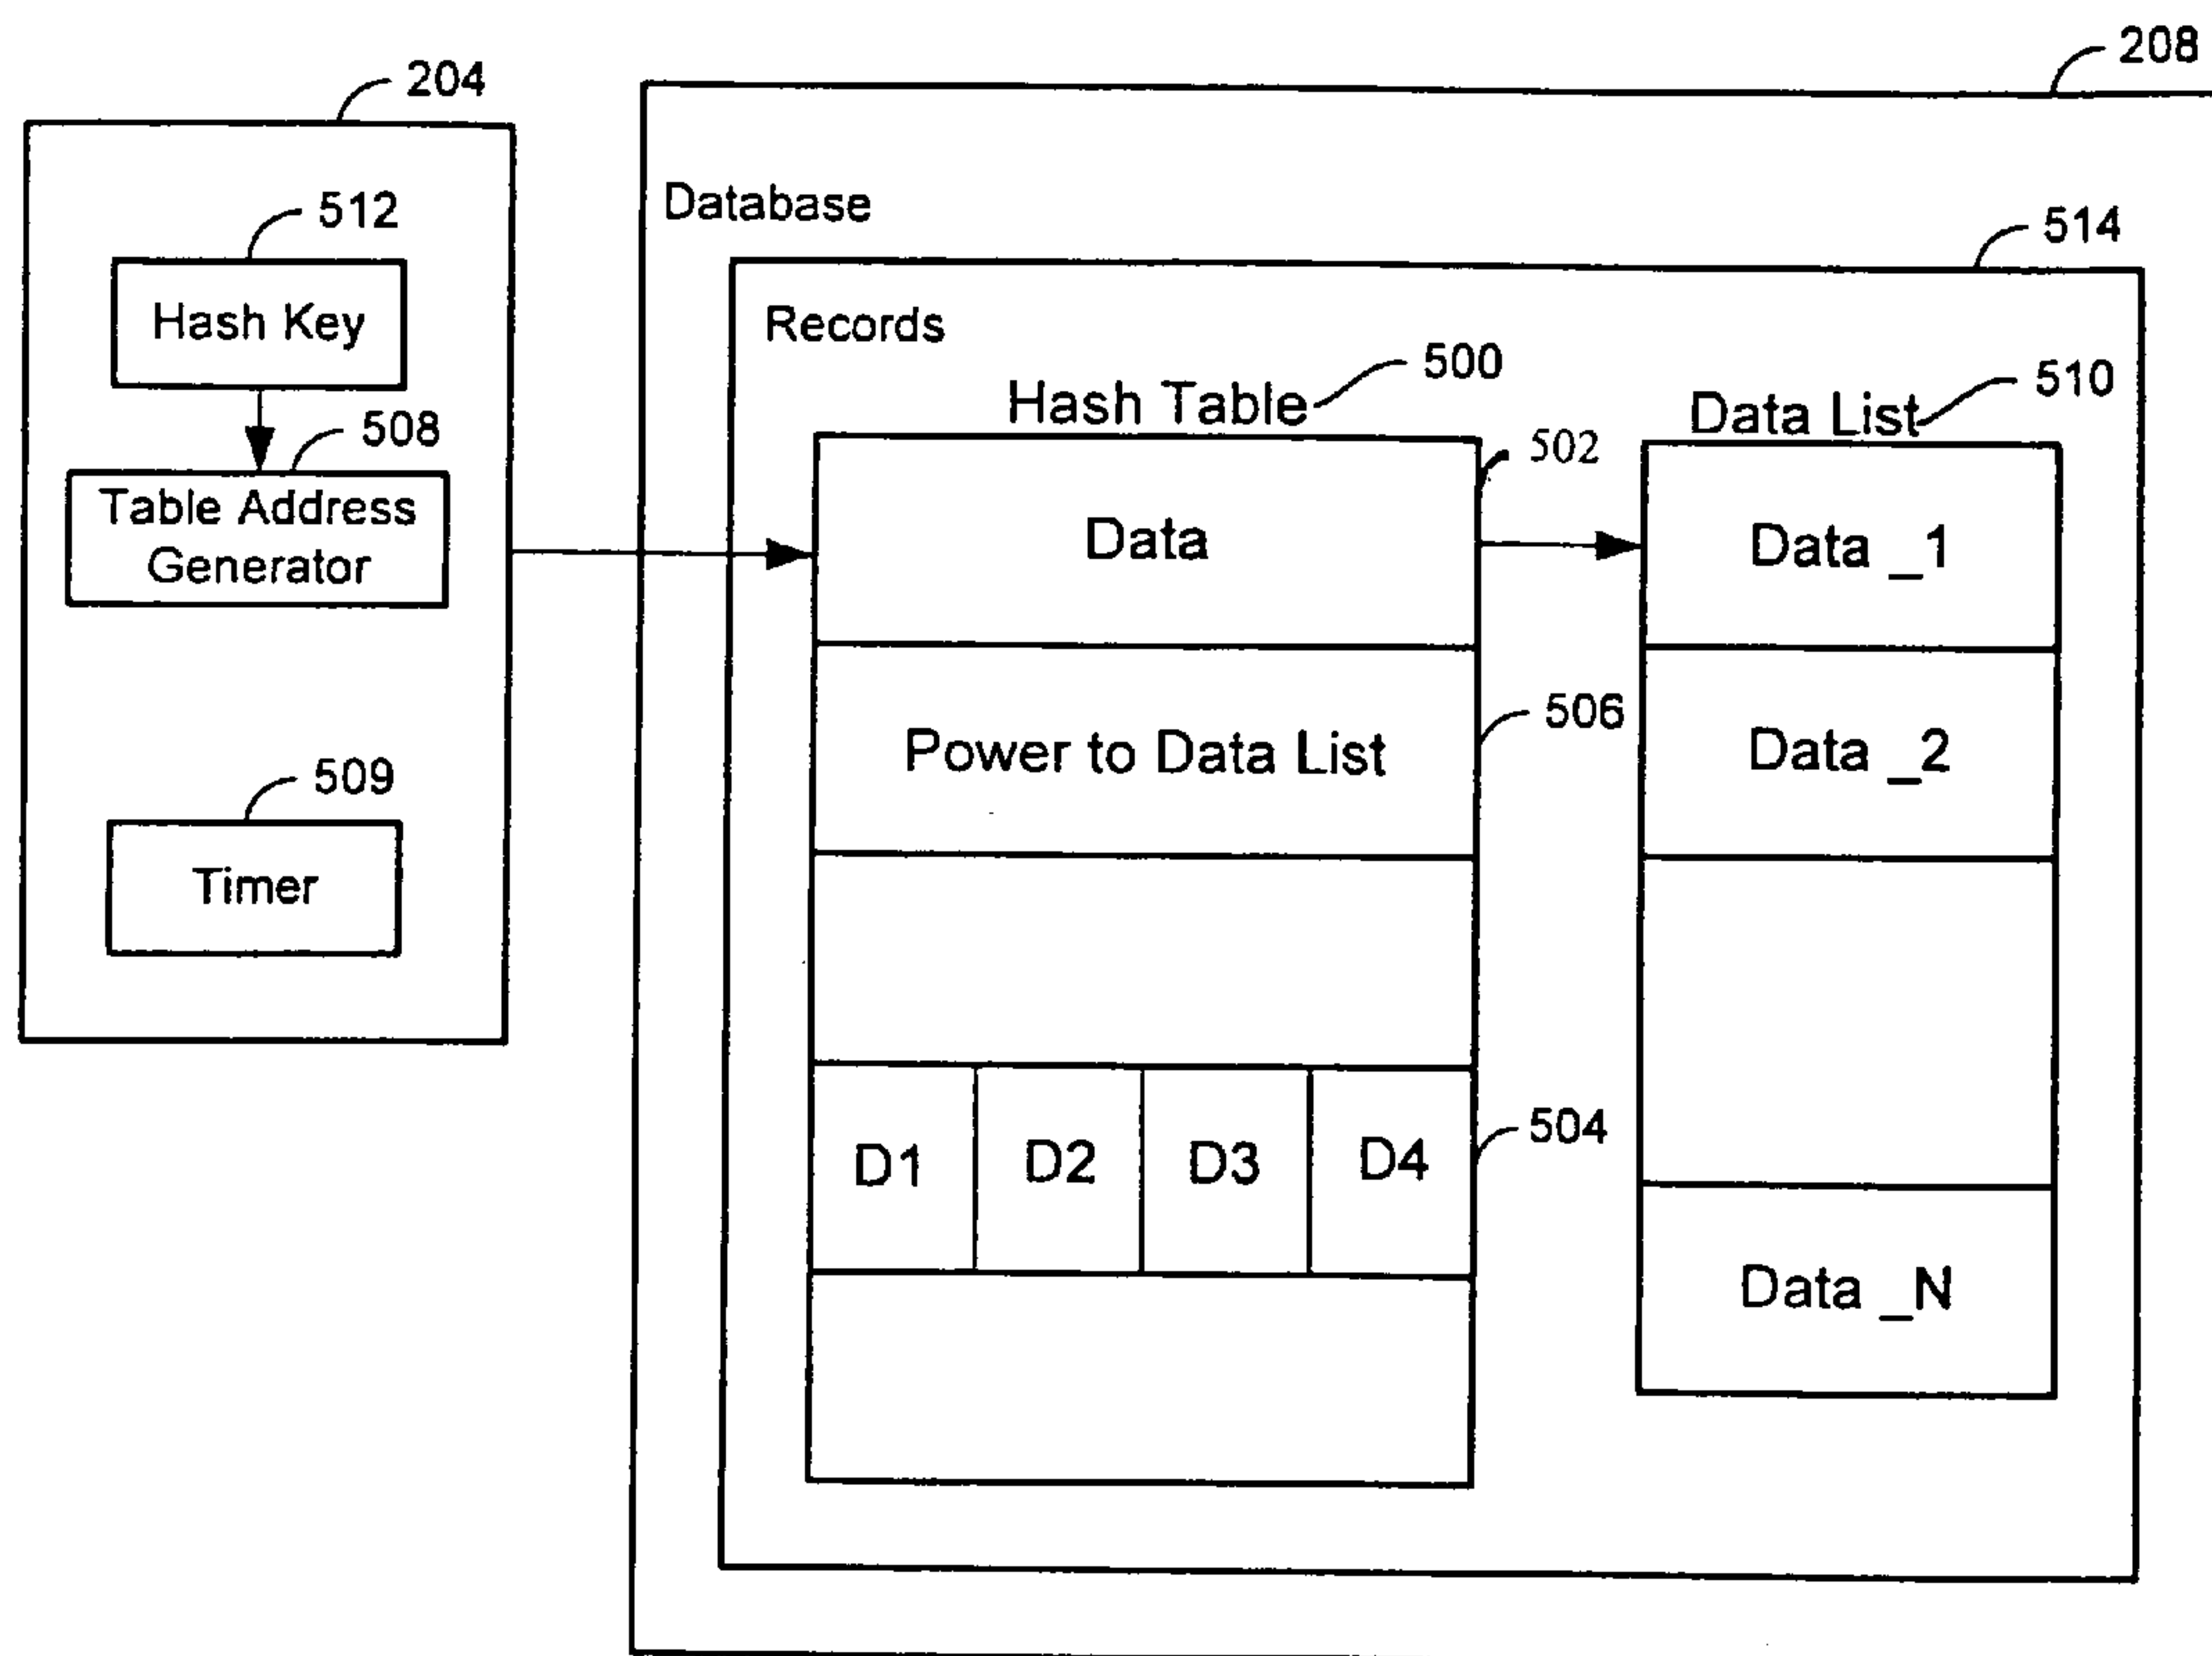 208
204
Database
512
514
Hash Key
Records
Hash Table
500
Data List
510
508
502
Table Address
Generator
Data
Data _1
506
Power to Data List
Data _2
509
Timer
504
D1
D2
D3
D4
Data _N